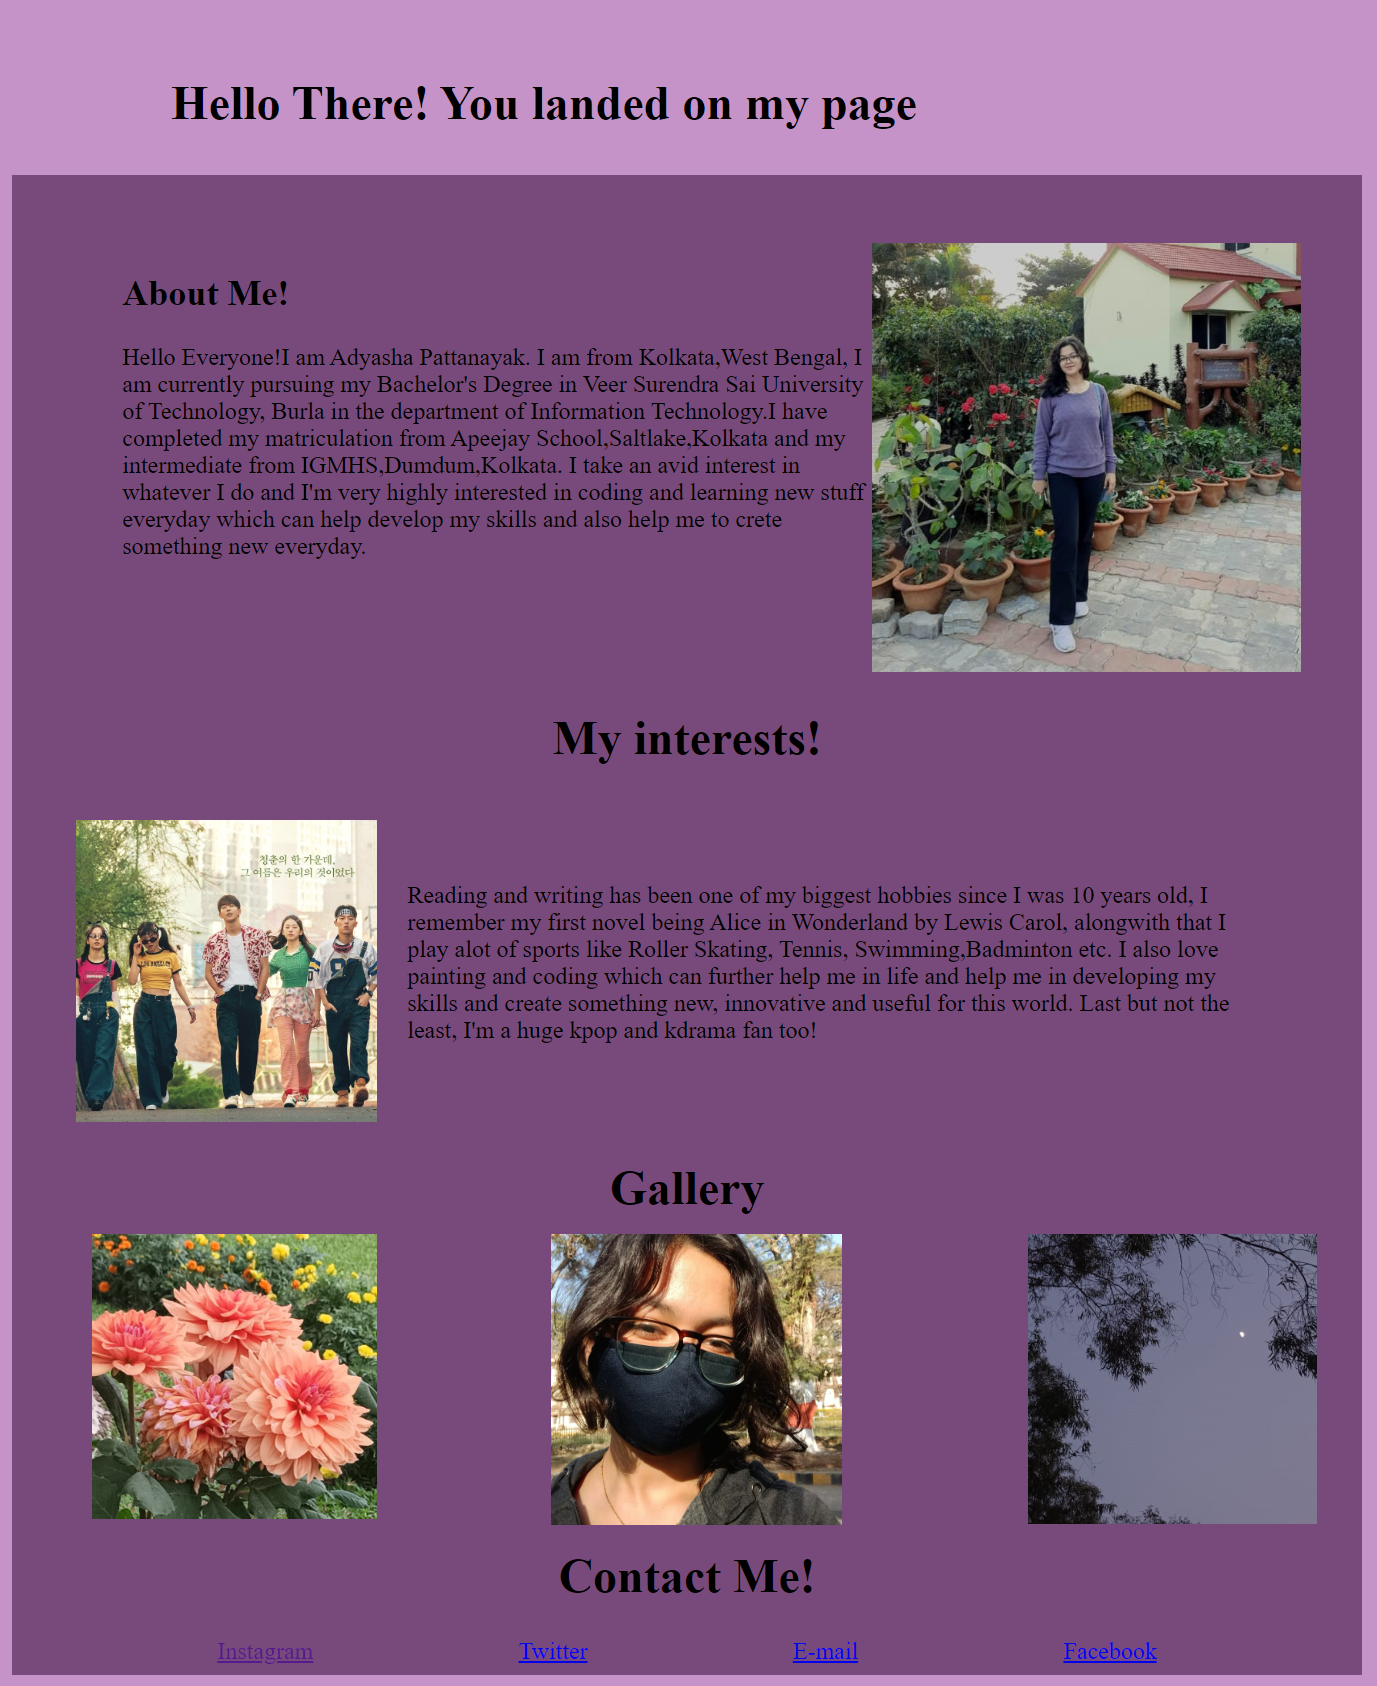 Hello There! You landed on my page
About Me!
Hello Everyone!I am Adyasha Pattanayak. I am from Kolkata,West Bengal, I
am currently pursuing my Bachelor's Degree in Veer Surendra Sai University
of Technology, Burla in the department of Information Technology.I have
completed my matriculation from Apeejay School,Saltlake,Kolkata and my
intermediate from IGMHS,Dumdum,Kolkata. I take an avid interest in
whatever I do and I'm very highly interested in coding and learning new stuff
everyday which can help develop my skills and also help me to crete
something new everyday.
My interests!
청춘의 한 가운데,
그 여름은 우리의 것이었다
LOS ANGELES
Reading and writing has been one of my biggest hobbies since I was 10 years old, I
remember my first novel being Alice in Wonderland by Lewis Carol, alongwith that I
play alot of sports like Roller Skating, Tennis, Swimming,Badminton etc. I also love
painting and coding which can further help me in life and help me in developing my
skills and create something new, innovative and useful for this world. Last but not the
least, I'm a huge kpop and kdrama fan too!
Gallery
Contact Me!
Instagram Twitter E-mail Facebook